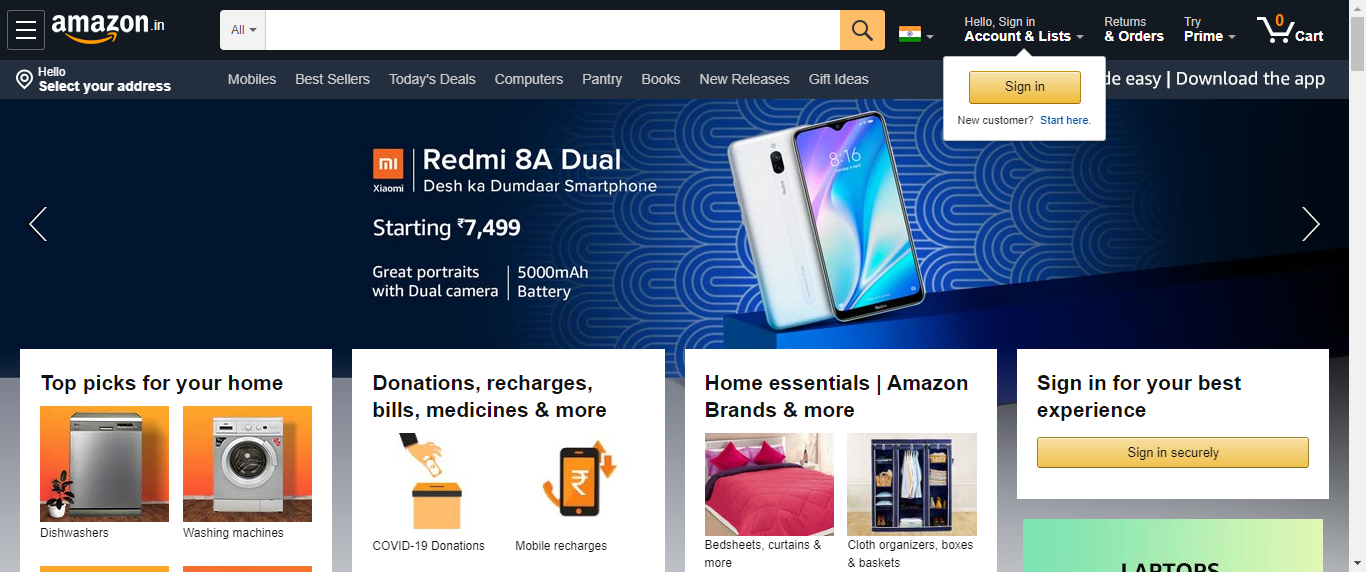 amazon.in
All
Hello, Sign in
Account & Lists
Returns
& Orders
Try
Prime
0
Cart
Hello
Select your address
Mobiles
Best Sellers
Today's Deals
Computers
Pantry
Books
New Releases
Gift Ideas
de easy | Download the app
Sign in
New customer? Start here.
mi
Xiaomi
Redmi 8A Dual
Desh ka Dumdaar Smartphone
Starting ₹7,499
Great portraits
with Dual camera
5000mAh
Battery
8:16
Redmi
Top picks for your home
Dishwashers
Washing machines
Donations, recharges,
bills, medicines & more
₹
COVID-19 Donations
Mobile recharges
Home essentials | Amazon
Brands & more
Bedsheets, curtains &
more
Cloth organizers, boxes
& baskets
Sign in for your best
experience
Sign in securely
LAPTOPS